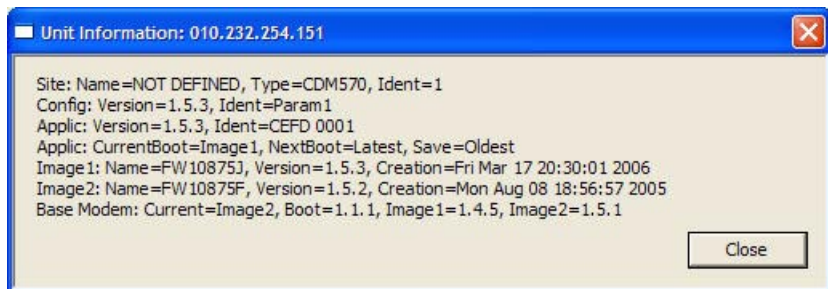 Unit Information: 010.232.254.151
Site: Name=NOT DEFINED, Type=CDM570, Ident=1
Config: Version=1.5.3, Ident=Param1
Applic: Version=1.5.3, Ident=CEFD 0001
Applic: CurrentBoot=Image1, NextBoot=Latest, Save=Oldest
Image1: Name=FW10875J, Version=1.5.3, Creation=Fri Mar 17 20:30:01 2006
Image2: Name=FW10875F, Version=1.5.2, Creation=Mon Aug 08 18:56:57 2005
Base Modem: Current=Image2, Boot=1.1.1, Image1=1.4.5, Image2=1.5.1
Close